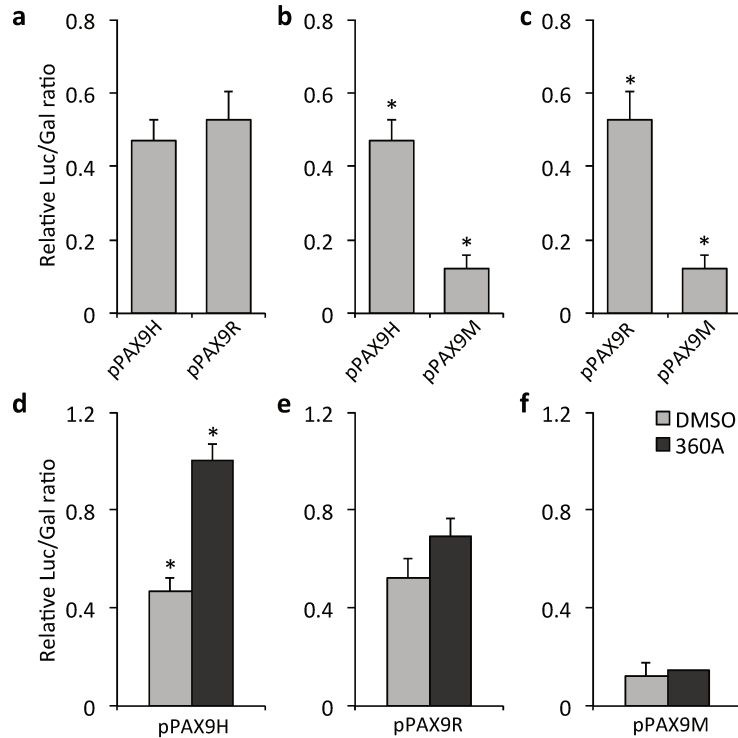 a
b
c
Relative Luc/Gal ratio
0.8
0.6
0.4
0.2
0
pPAX9H
pPAX9R
0.8
0.6
0.4
0.2
0
*
*
pPAX9H
pPAX9M
0.8
0.6
0.4
0.2
0
*
*
pPAX9R
pPAX9M
d
e
f
Relative Luc/Gal ratio
1.2
0.8
0.4
0
*
*
pPAX9H
1.2
0.8
0.4
0
pPAX9R
1.2
0.8
0.4
0
DMSO
360A
pPAX9M